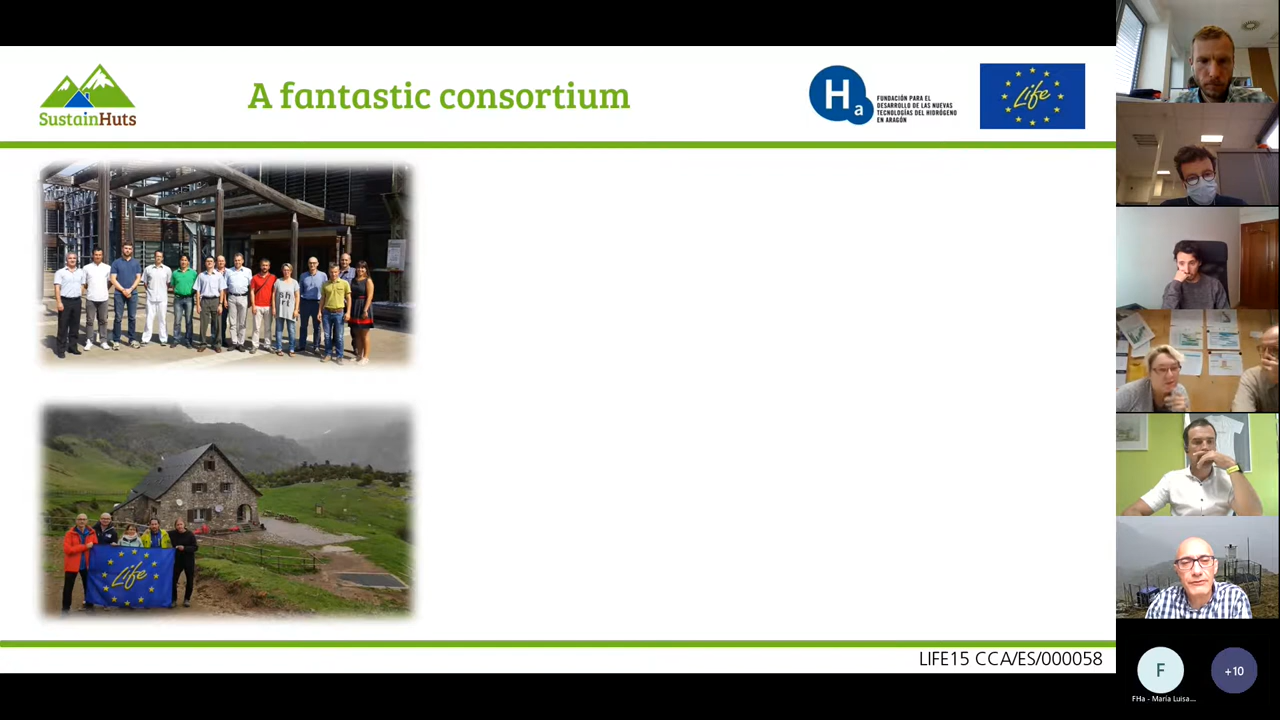 SustainHuts
A fantastic consortium
Ha
FUNDACIÓN PARA EL
DESARROLLO DE LAS NUEVAS
TECNOLOGÍAS DEL HIDRÓGENO
EN ARAGÓN
Life
Life
LIFE15 CCA/ES/000058
F
+10
FHa - María Luisa...